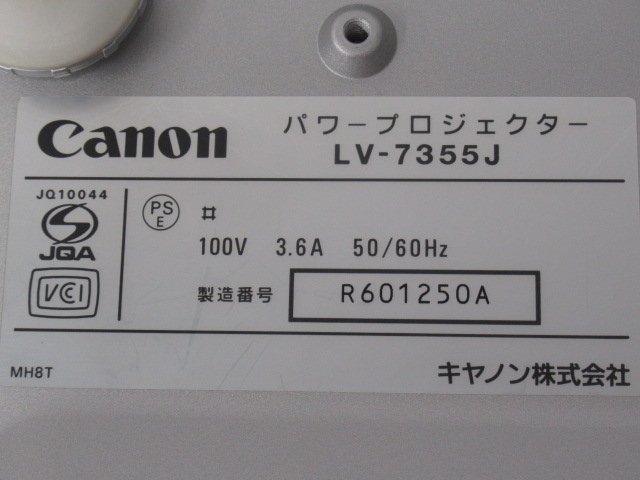 Canon
パワープロジェクター
LV-7355J
JQ10044
S
JQA
VCI
PS
E
⌗
100V 3.6A 50/60Hz
製造番号 R601250A
MH8T
キヤノン株式会社